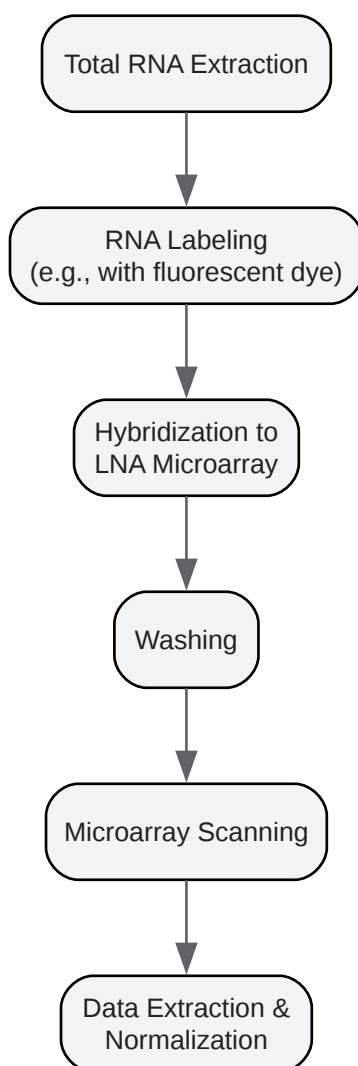 Total RNA Extraction
RNA Labeling
(e.g., with fluorescent dye)
Hybridization to
LNA Microarray
Washing
Microarray Scanning
Data Extraction &
Normalization